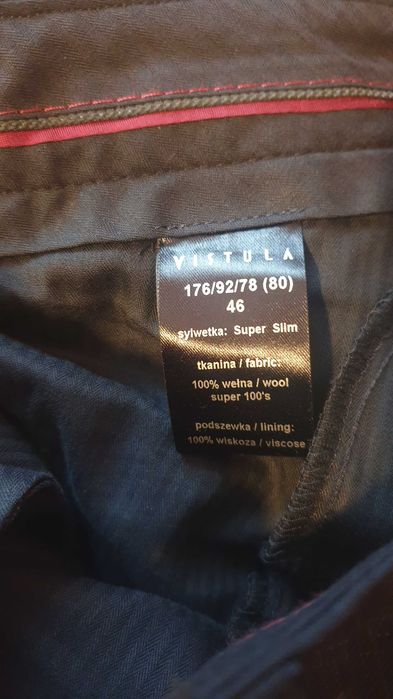 VISTULA
176/92/78 (80)
46
sylwetka: Super Slim
tkanina / fabric:
100% wełna / wool
super 100's
podszewka / lining:
100% wiskoza / viscose